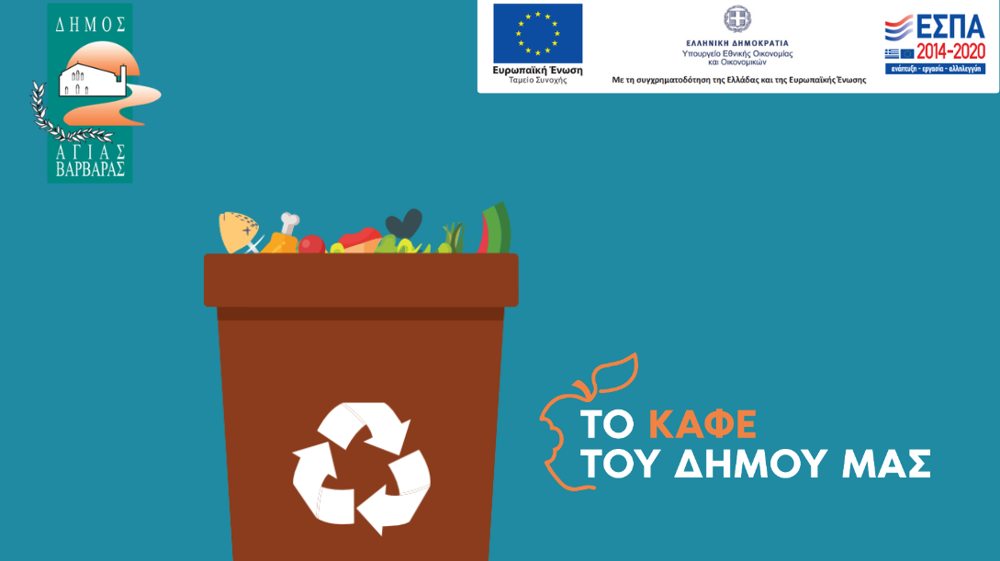 ΔΗΜΟΣ
ΑΓΙΑΣ
ΒΑΡΒΑΡΑΣ
Ευρωπαϊκή Ένωση
Ταμείο Συνοχής
ΕΛΛΗΝΙΚΗ ΔΗΜΟΚΡΑΤΙΑ
Υπουργείο Εθνικής Οικονομίας
και Οικονομικών
Με τη συγχρηματοδότηση της Ελλάδας και της Ευρωπαϊκής Ένωσης
ΕΣΠΑ
2014-2020
ανάπτυξη - εργασία - αλληλεγγύη
ΤΟ ΚΑΦΕ
ΤΟΥ ΔΗΜΟΥ ΜΑΣ